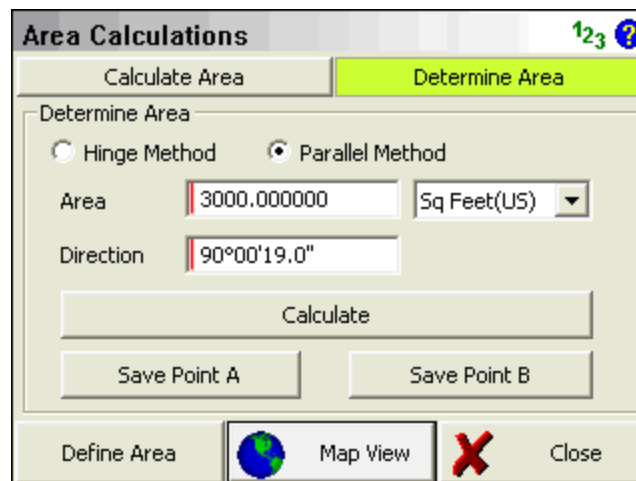 Area Calculations 123 ?
Calculate Area Determine Area
Determine Area
Hinge Method Parallel Method
Area 3000.000000 Sq Feet(US)
Direction 90°00'19.0"
Calculate
Save Point A Save Point B
Define Area Map View Close